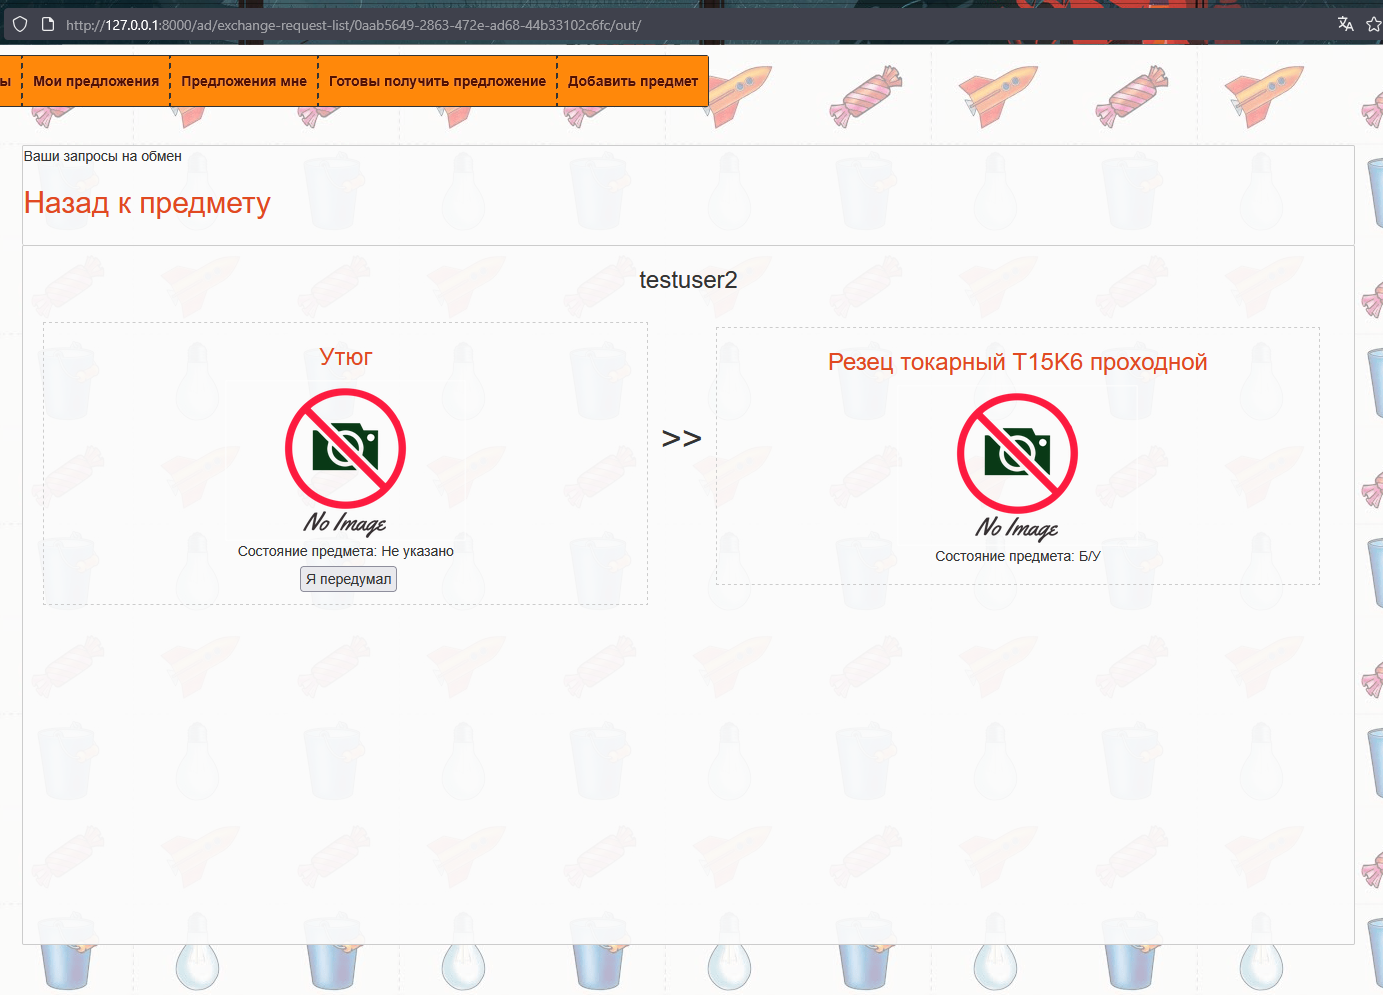 http://127.0.0.1:8000/ad/exchange-request-list/0aab5649-2863-472e-ad68-44b33102c6fc/out/
ы Мои предложения Предложения мне Готовы получить предложение Добавить предмет
Ваши запросы на обмен
Назад к предмету
testuser2
Утюг
No Image
Состояние предмета: Не указано
Я передумал
>>
Резец токарный Т15К6 проходной
No Image
Состояние предмета: Б/У